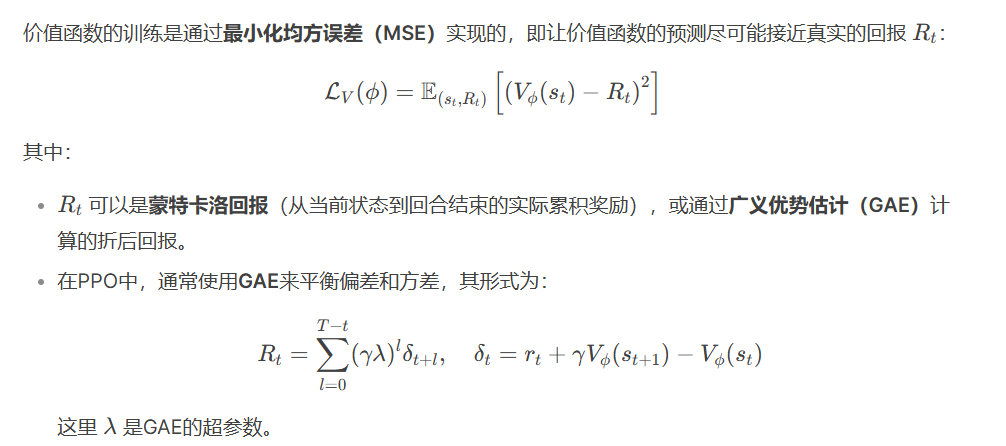 价值函数的训练是通过最小化均方误差（MSE）实现的，即让价值函数的预测尽可能接近真实的回报 $R_t$：
$$\mathcal{L}_V(\phi) = \mathbb{E}_{(s_t, R_t)} \left[ \left( V_\phi(s_t) - R_t \right)^2 \right]$$
其中：
• $R_t$ 可以是蒙特卡洛回报（从当前状态到回合结束的实际累积奖励），或通过广义优势估计（GAE）计
算的折后回报。
• 在PPO中，通常使用GAE来平衡偏差和方差，其形式为：
$$R_t = \sum_{l=0}^{T-t} (\gamma\lambda)^l \delta_{t+l}, \quad \delta_t = r_t + \gamma V_\phi(s_{t+1}) - V_\phi(s_t)$$
这里 $\lambda$ 是GAE的超参数。